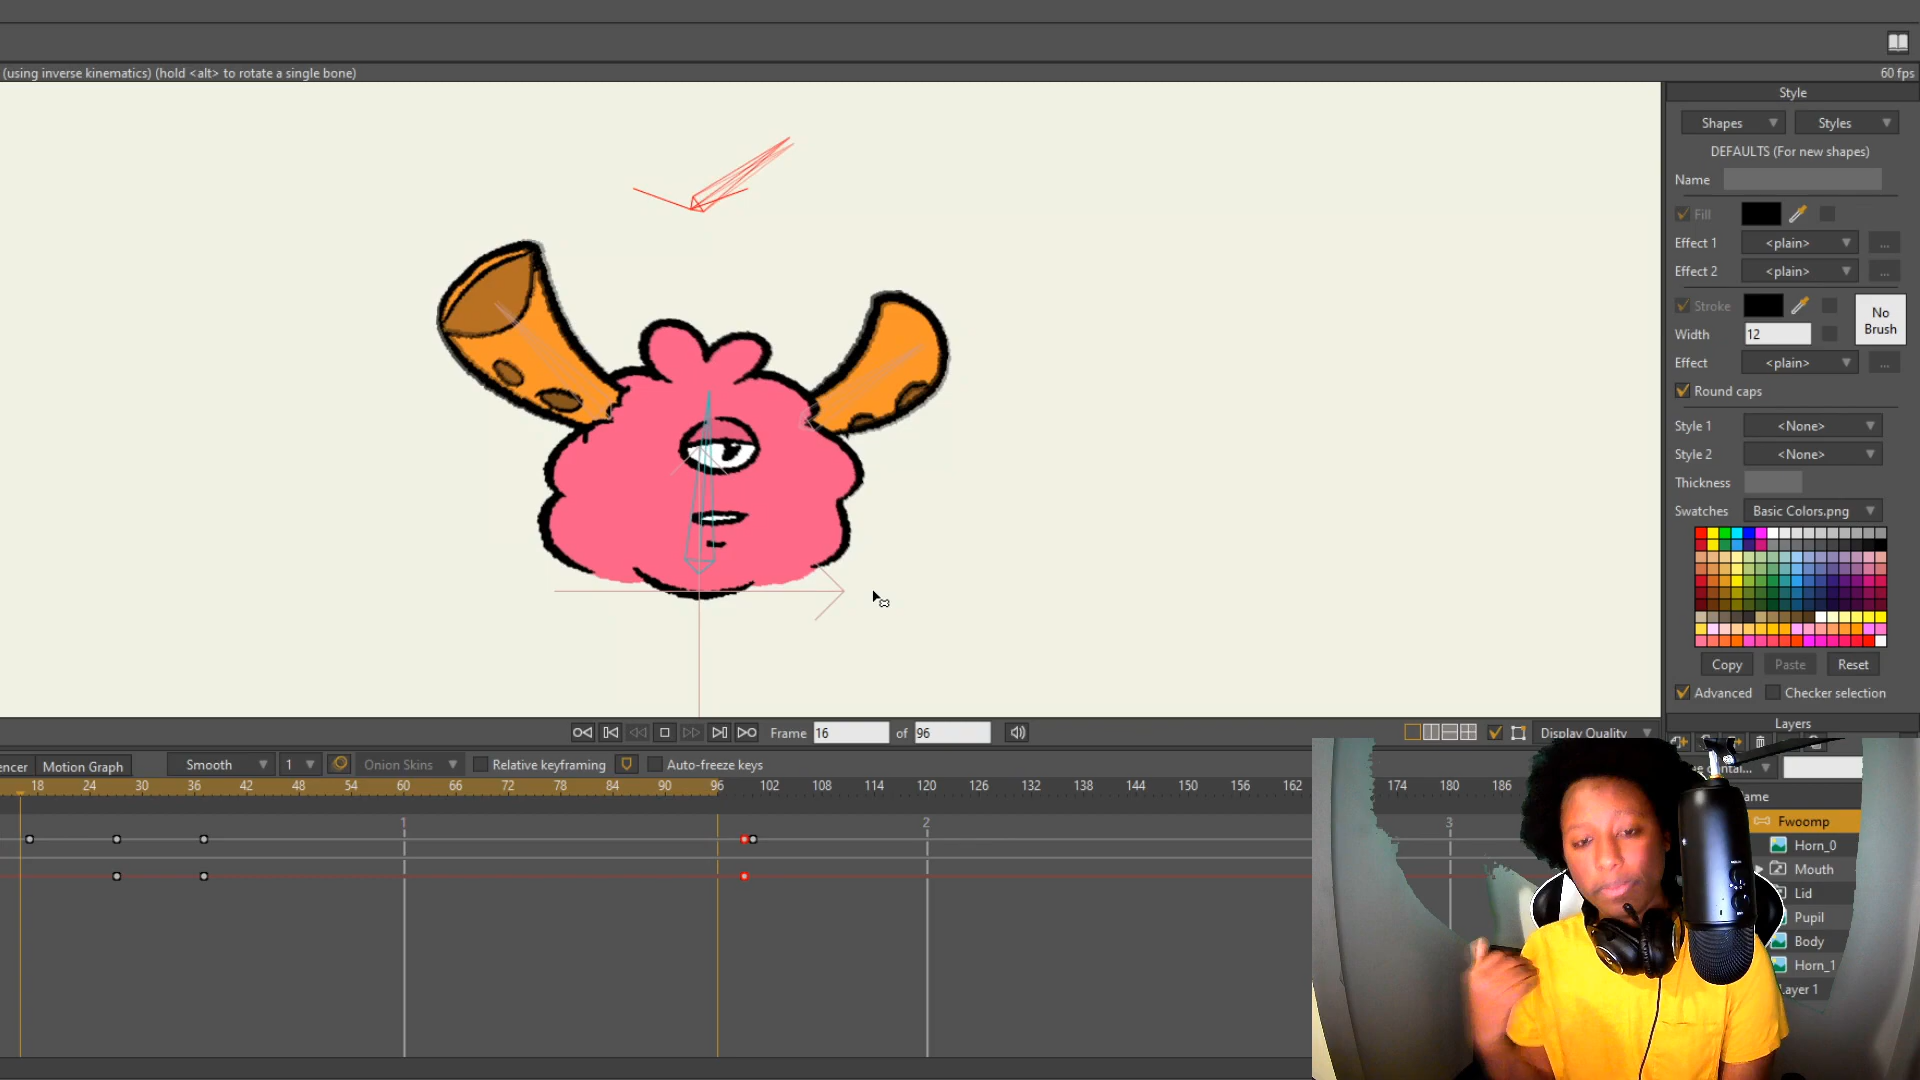 (using inverse kinematics) (hold <alt> to rotate a single bone)
60 fps
Style
Shapes
Styles
DEFAULTS (For new shapes)
Name
Fill
Effect 1
<plain>
...
Effect 2
<plain>
...
Stroke
No
Brush
Width
12
Effect
<plain>
...
Round caps
Style 1
<None>
Style 2
<None>
Thickness
Swatches
Basic Colors.png
Copy
Paste
Reset
Advanced
Checker selection
Layers
Frame
16
of
96
Display Quality
Motion Graph
Smooth
1
Onion Skins
Relative keyframing
Auto-freeze keys
18 24 30 36 42 48 54 60 66 72 78 84 90 96 102 108 114 120 126 132 138 144 150 156 162 174 180 186
1
2
3
Fwoomp
Horn_0
Mouth
Lid
Pupil
Body
Horn_1